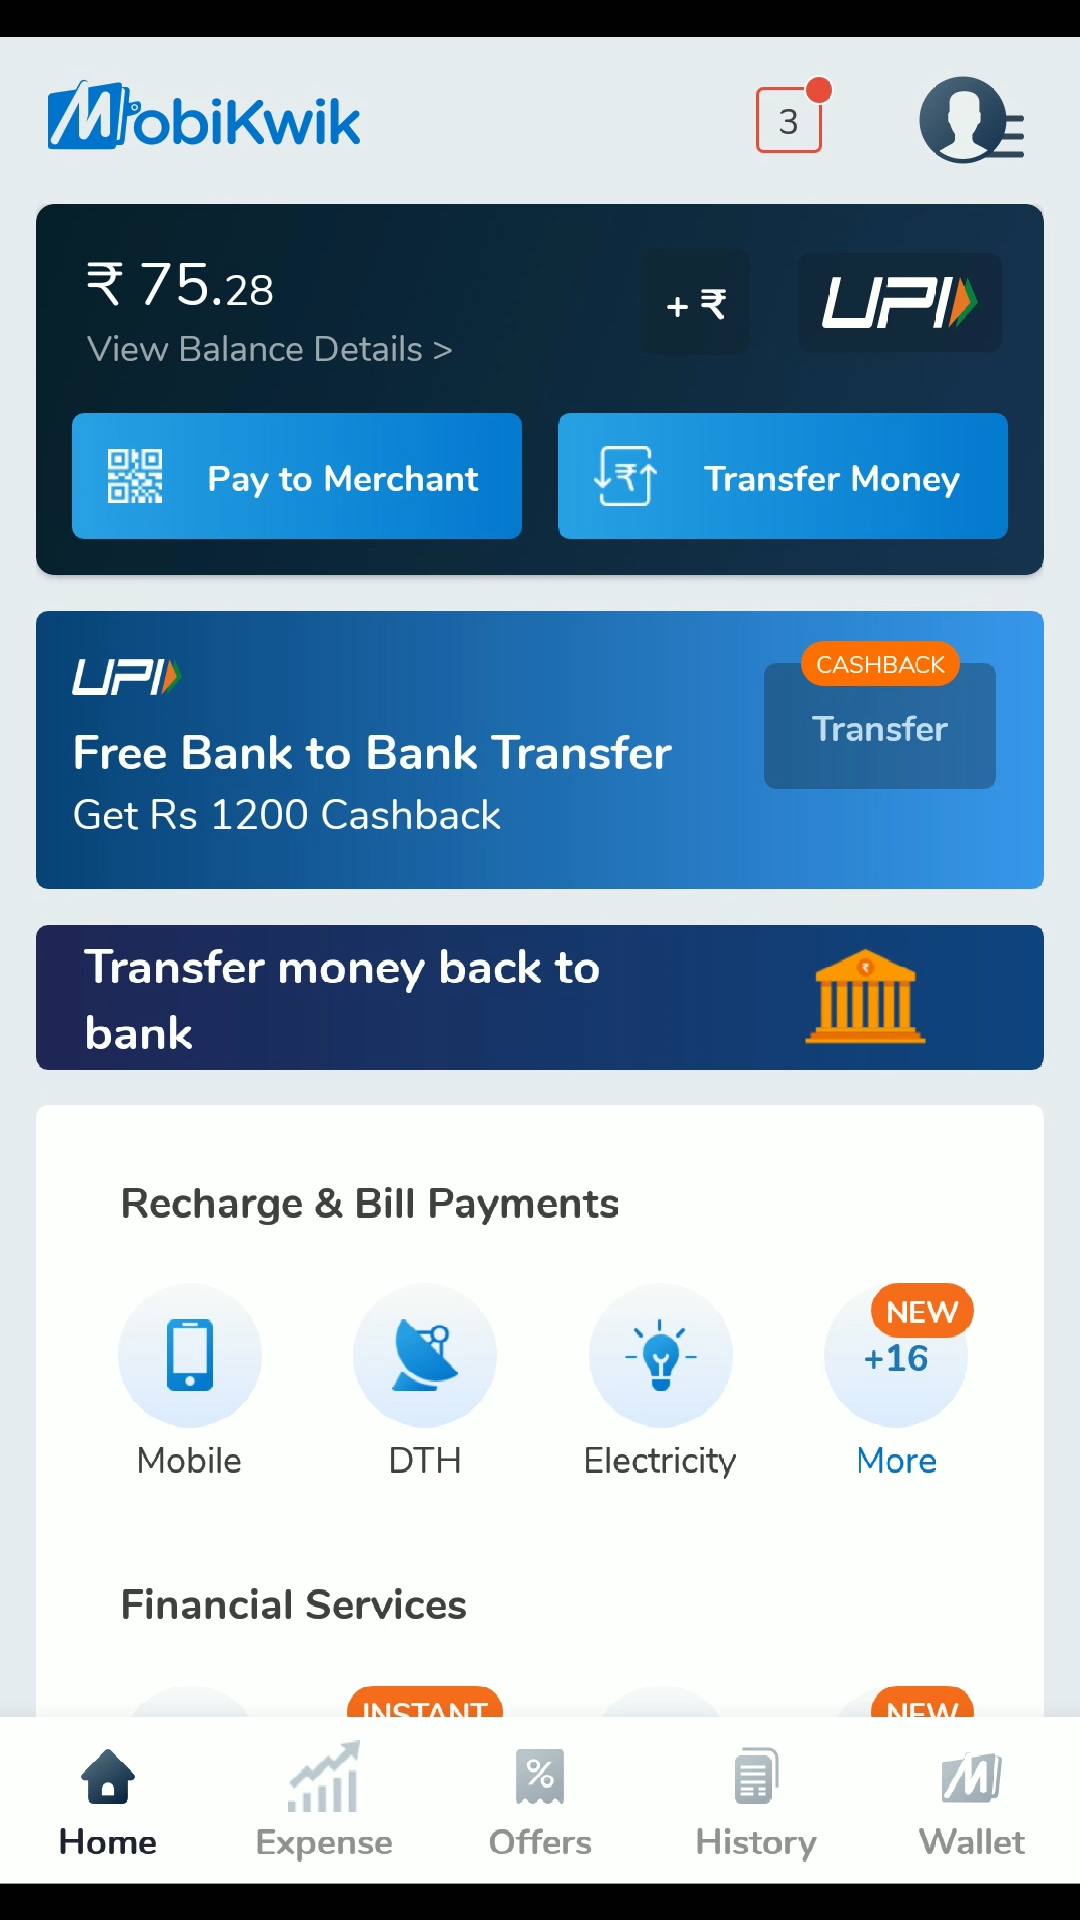 MobiKwik
3
₹ 75.28
+ ₹
UPI
View Balance Details >
Pay to Merchant
Transfer Money
UPI
CASHBACK
Transfer
Free Bank to Bank Transfer
Get Rs 1200 Cashback
Transfer money back to
bank
Recharge & Bill Payments
NEW
+16
Mobile
DTH
Electricity
More
Financial Services
INSTANT
NEW
Home
Expense
Offers
History
Wallet